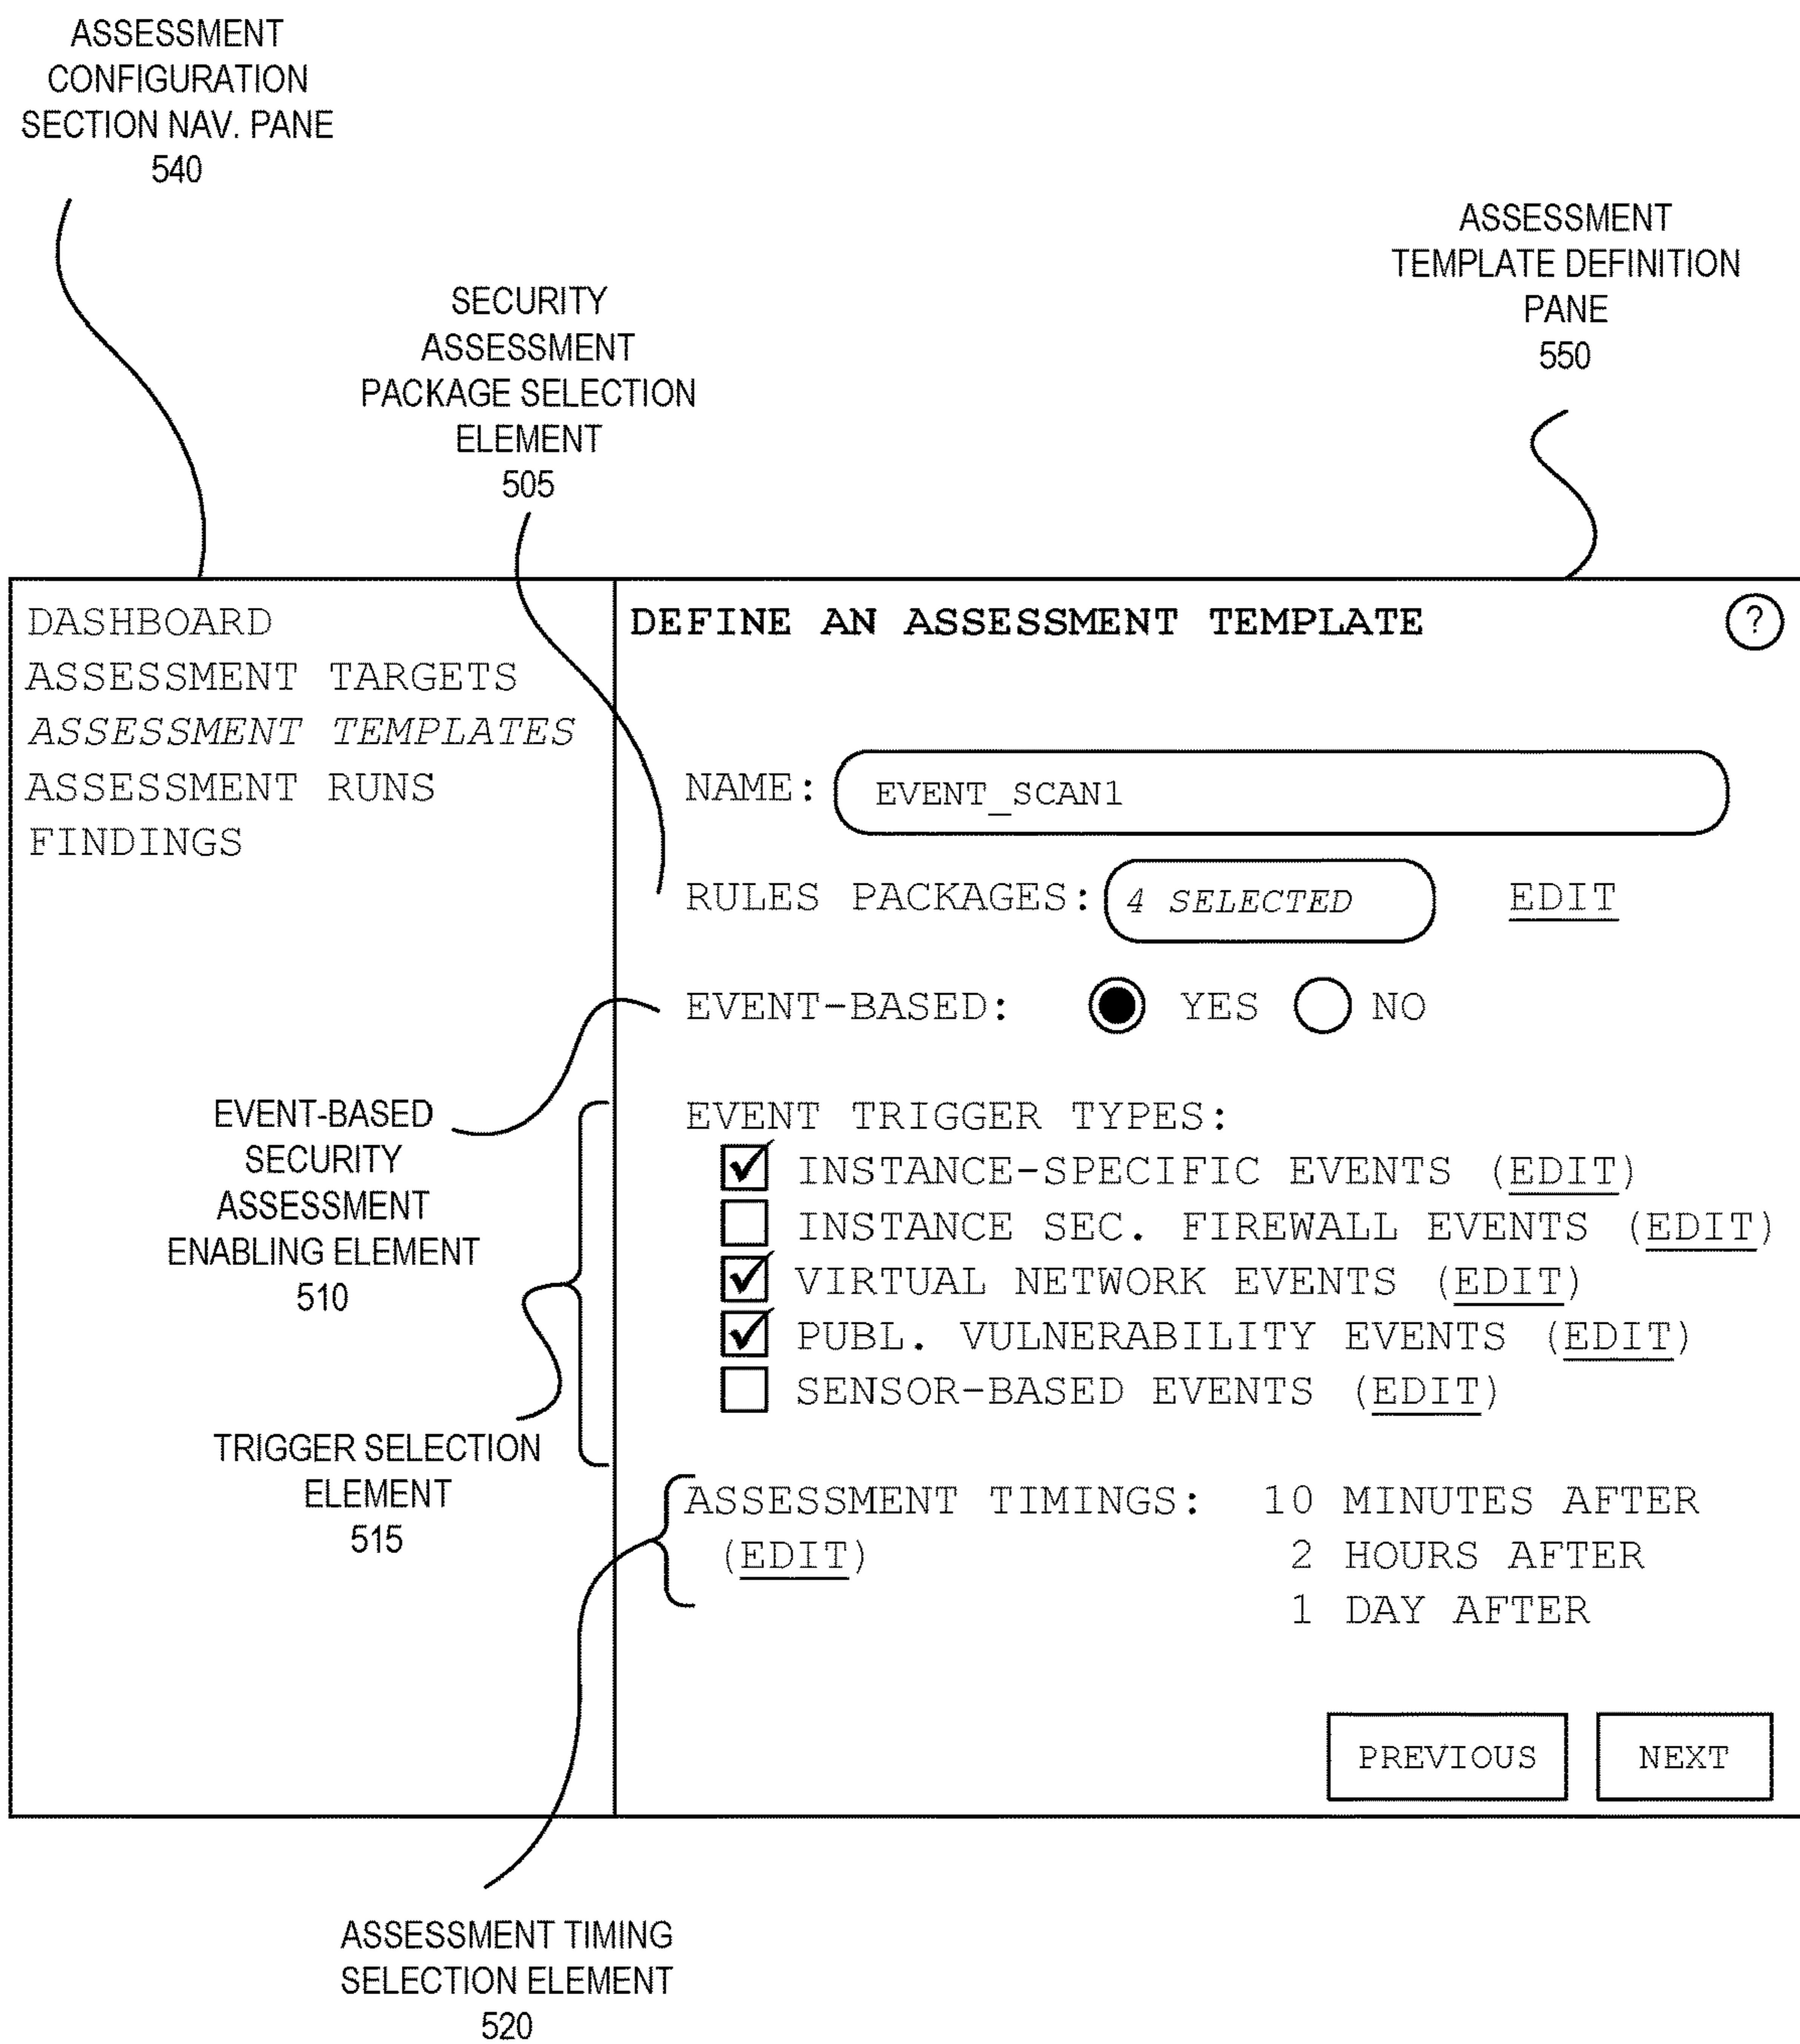 ASSESSMENT
CONFIGURATION
SECTION NAV. PANE
540
ASSESSMENT
TEMPLATE DEFINITION
PANE
550
SECURITY
ASSESSMENT
PACKAGE SELECTION
ELEMENT
505
DASHBOARD
ASSESSMENT TARGETS
ASSESSMENT TEMPLATES
ASSESSMENT RUNS
FINDINGS
DEFINE AN ASSESSMENT TEMPLATE ?
NAME: EVENT_SCAN1
RULES PACKAGES: 4 SELECTED EDIT
EVENT-BASED: YES NO
EVENT-BASED
SECURITY
ASSESSMENT
ENABLING ELEMENT
510
EVENT TRIGGER TYPES:
INSTANCE-SPECIFIC EVENTS (EDIT)
INSTANCE SEC. FIREWALL EVENTS (EDIT)
VIRTUAL NETWORK EVENTS (EDIT)
PUBL. VULNERABILITY EVENTS (EDIT)
SENSOR-BASED EVENTS (EDIT)
TRIGGER SELECTION
ELEMENT
515
ASSESSMENT TIMINGS: 10 MINUTES AFTER
(EDIT) 2 HOURS AFTER
1 DAY AFTER
PREVIOUS NEXT
ASSESSMENT TIMING
SELECTION ELEMENT
520